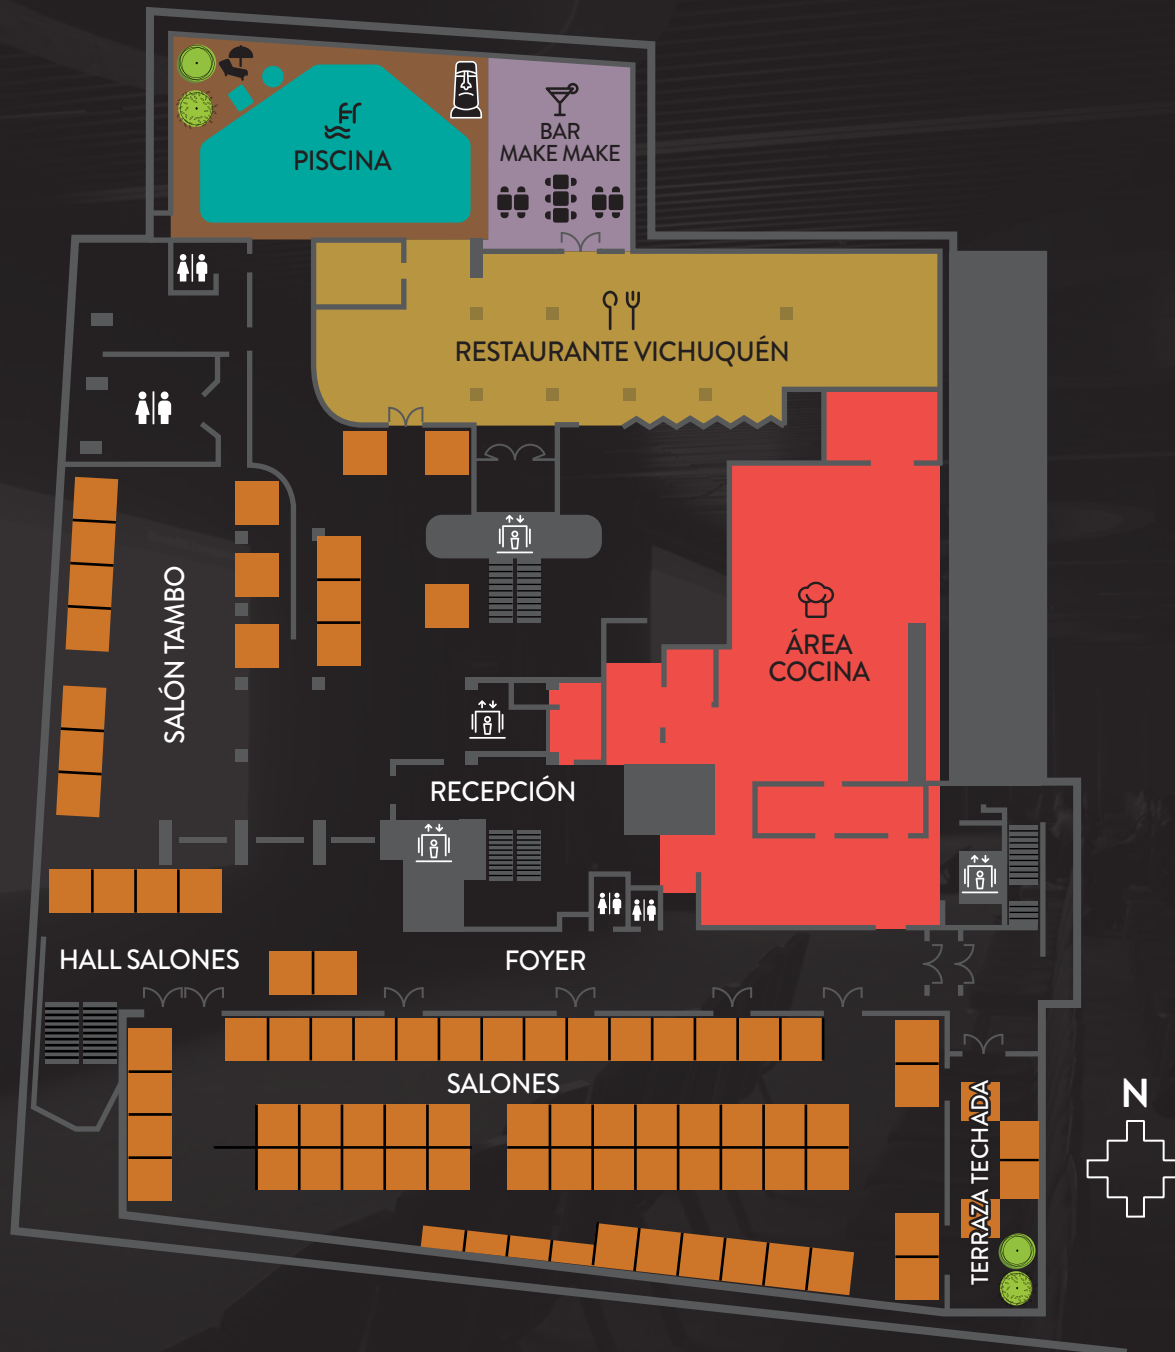 PISCINA
BAR
MAKE MAKE
RESTAURANTE VICHUQUÉN
SALÓN TAMBO
ÁREA
COCINA
RECEPCIÓN
HALL SALONES
FOYER
SALONES
TERRAZA TECHADA
N